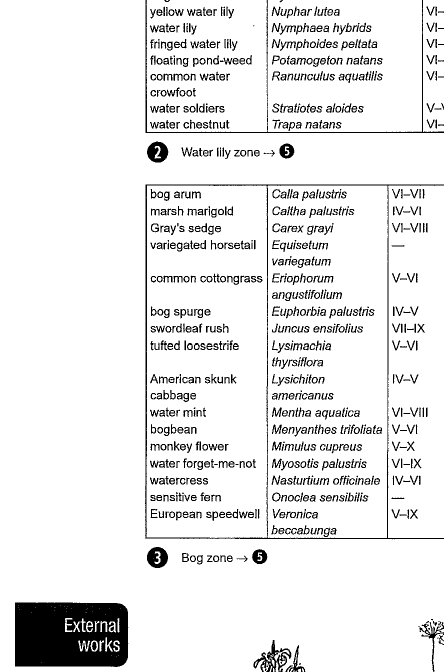 yellow water lily Nuphar lutea VI–
water lily Nymphaea hybrids VI–
fringed water lily Nymphoides peltata VI–
floating pond-weed Potamogeton natans VI–
common water Ranunculus aquatilis VI–
crowfoot
water soldiers Stratiotes aloides V–V
water chestnut Trapa natans VI–
2 Water lily zone → 5
bog arum Calla palustris VI–VII
marsh marigold Caltha palustris IV–VI
Gray's sedge Carex grayi VI–VIII
variegated horsetail Equisetum —
variegatum
common cottongrass Eriophorum V–VI
angustifolium
bog spurge Euphorbia palustris IV–V
swordleaf rush Juncus ensifolius VII–IX
tufted loosestrife Lysimachia V–VI
thyrsiflora
American skunk Lysichiton IV–V
cabbage americanus
water mint Mentha aquatica VI–VIII
bogbean Menyanthes trifoliata V–VI
monkey flower Mimulus cupreus V–X
water forget-me-not Myosotis palustris VI–IX
watercress Nasturtium officinale IV–VI
sensitive fern Onoclea sensibilis —
European speedwell Veronica V–IX
beccabunga
3 Bog zone → 5
External
works